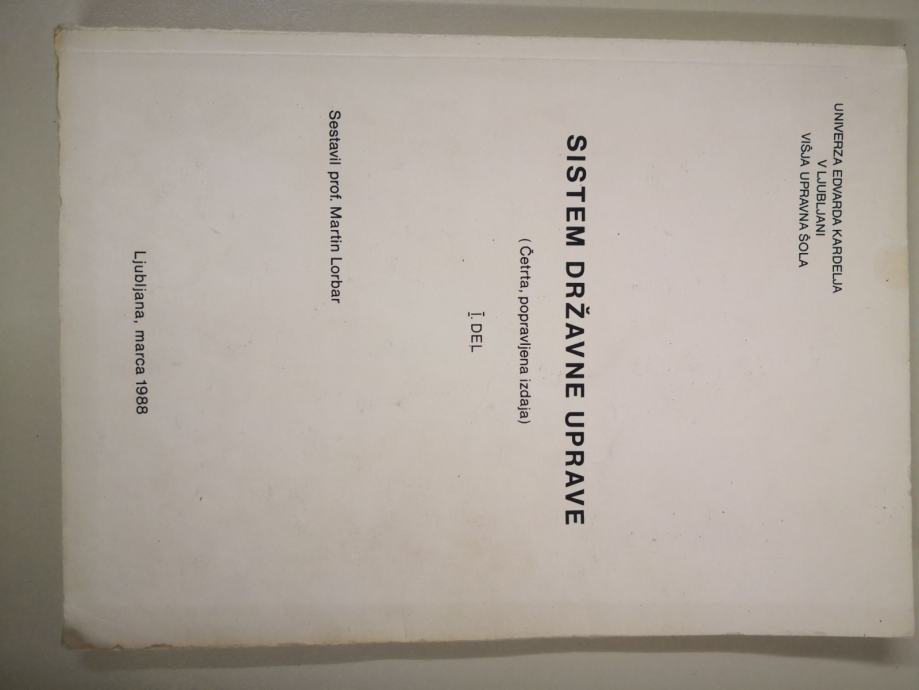 UNIVERZA EDVARDA KARDELJA
V LJUBLJANI
VIŠJA UPRAVNA ŠOLA
SISTEM DRŽAVNE UPRAVE
(Četrta, popravljena izdaja)
I. DEL
Sestavil prof. Martin Lorbar
Ljubljana, marca 1988